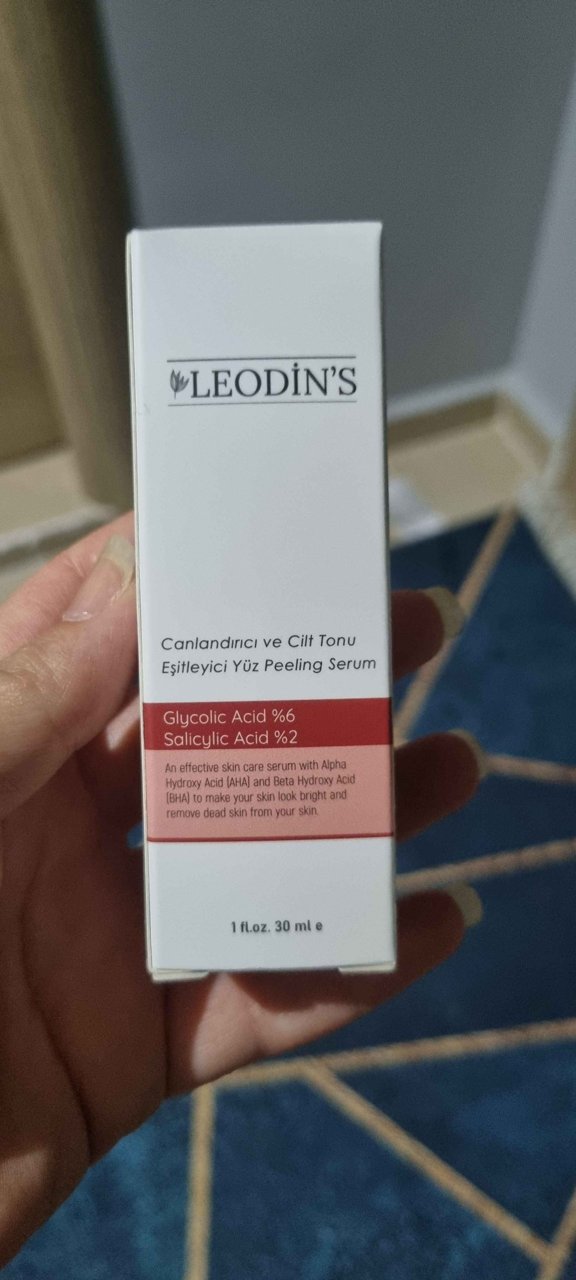 LEODİN'S
Canlandırıcı ve Cilt Tonu
Eşitleyici Yüz Peeling Serum
Glycolic Acid %6
Salicylic Acid %2
An effective skin care serum with Alpha
Hydroxy Acid (AHA) and Beta Hydroxy Acid
(BHA) to make your skin look bright and
remove dead skin from your skin.
1 fl.oz. 30 ml e